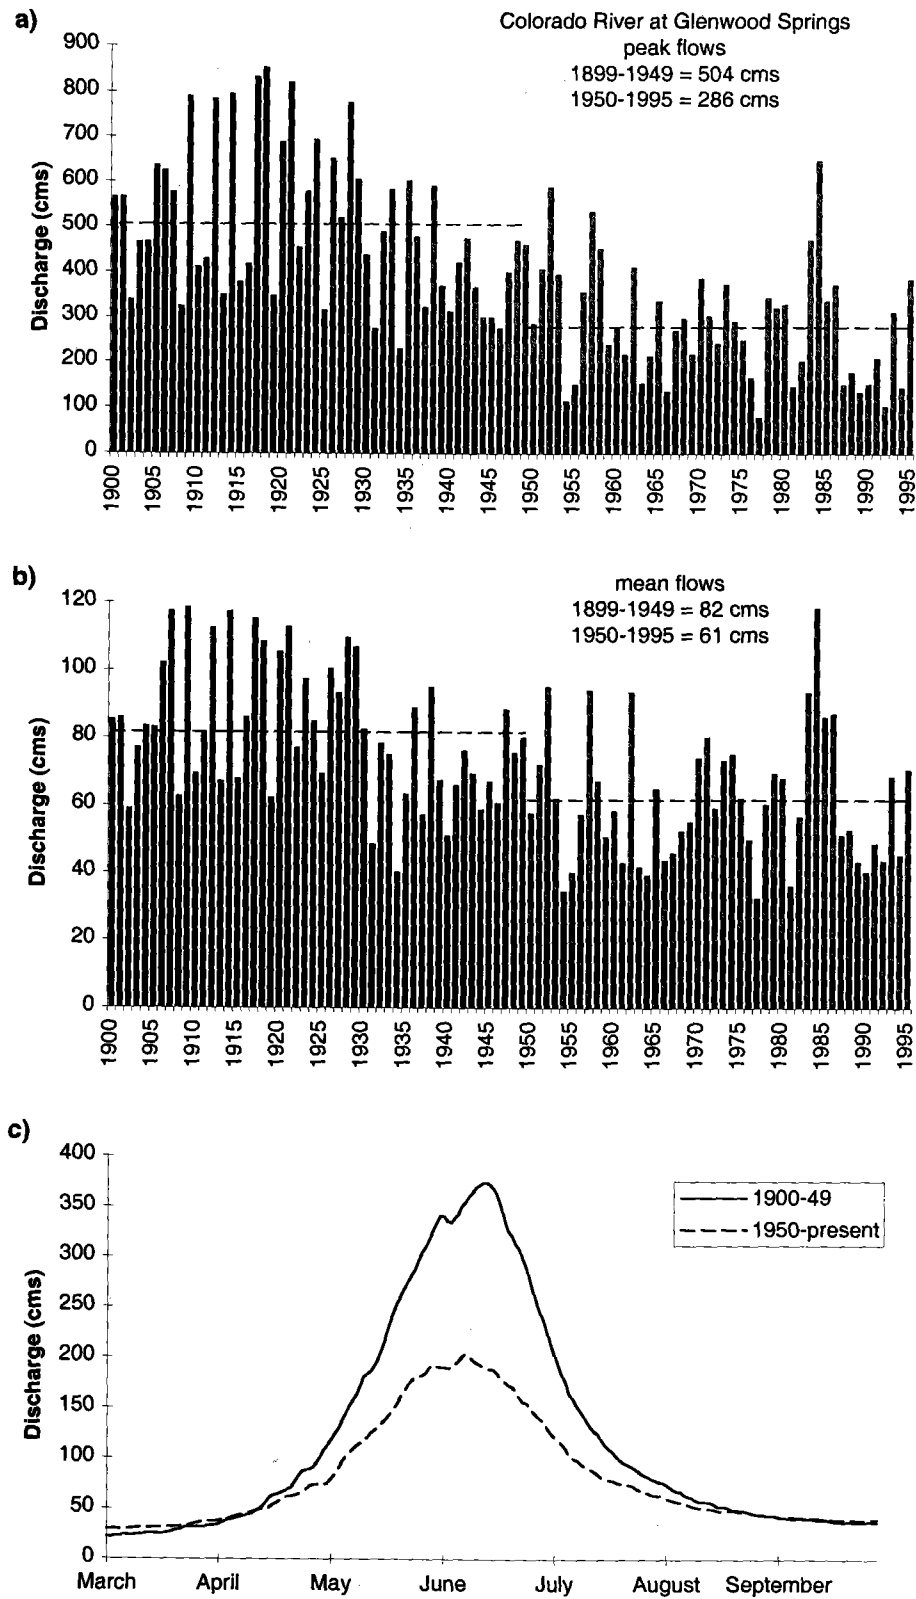 a)
Colorado River at Glenwood Springs
peak flows
1899-1949 = 504 cms
1950-1995 = 286 cms
900
800
700
600
500
400
300
200
100
0
Discharge (cms)
1900 1905 1910 1915 1920 1925 1930 1935 1940 1945 1950 1955 1960 1965 1970 1975 1980 1985 1990 1995
b)
mean flows
1899-1949 = 82 cms
1950-1995 = 61 cms
120
100
80
60
40
20
0
Discharge (cms)
1900 1905 1910 1915 1920 1925 1930 1935 1940 1945 1950 1955 1960 1965 1970 1975 1980 1985 1990 1995
c)
400
350
300
250
200
150
100
50
0
Discharge (cms)
1900-49
1950-present
March April May June July August September